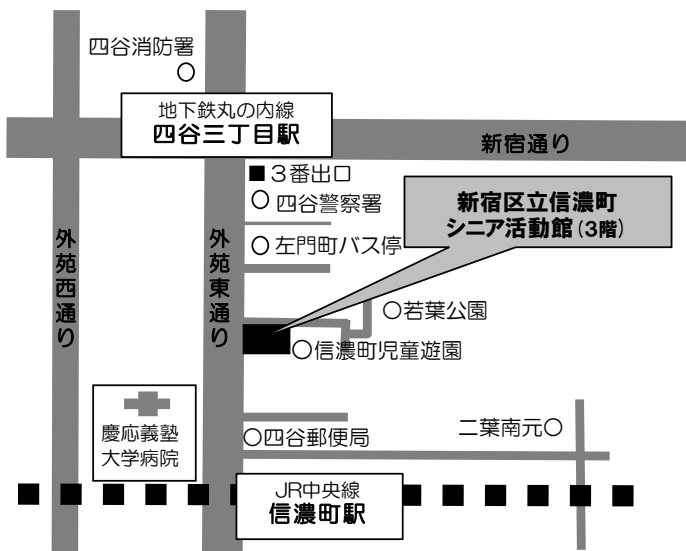 四谷消防署
地下鉄丸の内線
四谷三丁目駅
新宿通り
3番出口
四谷警察署
新宿区立信濃町
シニア活動館(3階)
左門町バス停
外苑西通り
外苑東通り
若葉公園
信濃町児童遊園
慶応義塾
大学病院
四谷郵便局
二葉南元
JR中央線
信濃町駅